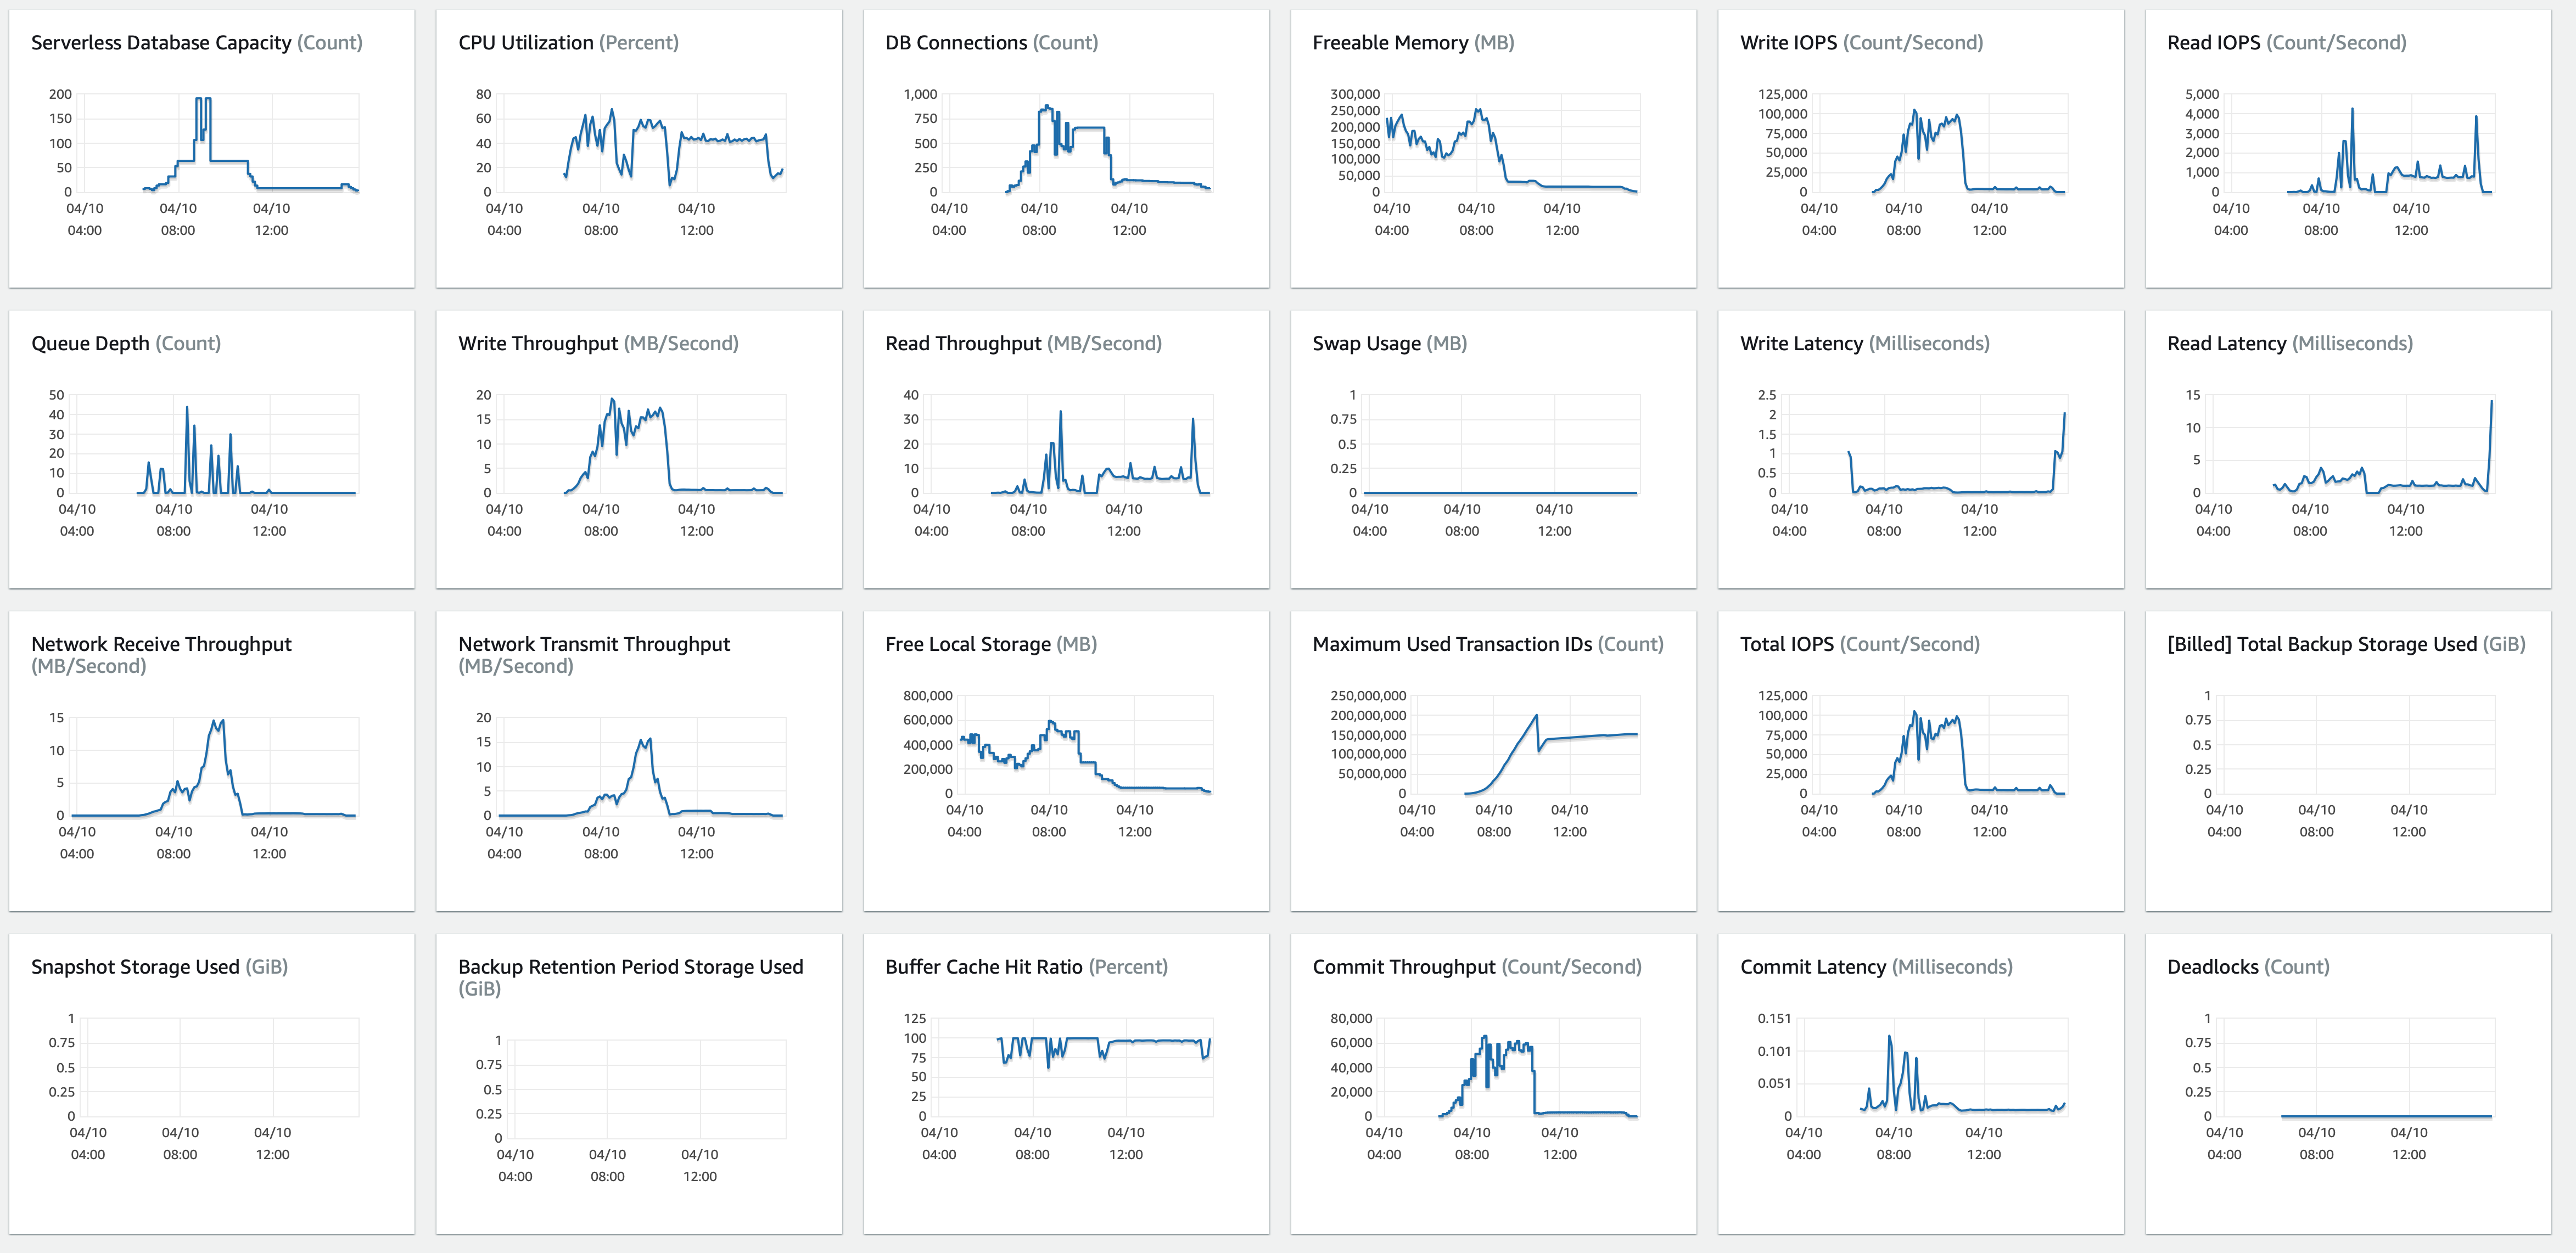 Serverless Database Capacity (Count)
200
150
100
50
0
04/10 04/10 04/10
04:00 08:00 12:00
CPU Utilization (Percent)
80
60
40
20
0
04/10 04/10 04/10
04:00 08:00 12:00
DB Connections (Count)
1,000
750
500
250
0
04/10 04/10 04/10
04:00 08:00 12:00
Freeable Memory (MB)
300,000
250,000
200,000
150,000
100,000
50,000
0
04/10 04/10 04/10
04:00 08:00 12:00
Write IOPS (Count/Second)
125,000
100,000
75,000
50,000
25,000
0
04/10 04/10 04/10
04:00 08:00 12:00
Read IOPS (Count/Second)
5,000
4,000
3,000
2,000
1,000
0
04/10 04/10 04/10
04:00 08:00 12:00
Queue Depth (Count)
50
40
30
20
10
0
04/10 04/10 04/10
04:00 08:00 12:00
Write Throughput (MB/Second)
20
15
10
5
0
04/10 04/10 04/10
04:00 08:00 12:00
Read Throughput (MB/Second)
40
30
20
10
0
04/10 04/10 04/10
04:00 08:00 12:00
Swap Usage (MB)
1
0.75
0.5
0.25
0
04/10 04/10 04/10
04:00 08:00 12:00
Write Latency (Milliseconds)
2.5
2
1.5
1
0.5
0
04/10 04/10 04/10
04:00 08:00 12:00
Read Latency (Milliseconds)
15
10
5
0
04/10 04/10 04/10
04:00 08:00 12:00
Network Receive Throughput
(MB/Second)
15
10
5
0
04/10 04/10 04/10
04:00 08:00 12:00
Network Transmit Throughput
(MB/Second)
20
15
10
5
0
04/10 04/10 04/10
04:00 08:00 12:00
Free Local Storage (MB)
800,000
600,000
400,000
200,000
0
04/10 04/10 04/10
04:00 08:00 12:00
Maximum Used Transaction IDs (Count)
250,000,000
200,000,000
150,000,000
100,000,000
50,000,000
0
04/10 04/10 04/10
04:00 08:00 12:00
Total IOPS (Count/Second)
125,000
100,000
75,000
50,000
25,000
0
04/10 04/10 04/10
04:00 08:00 12:00
[Billed] Total Backup Storage Used (GiB)
1
0.75
0.5
0.25
0
04/10 04/10 04/10
04:00 08:00 12:00
Snapshot Storage Used (GiB)
1
0.75
0.5
0.25
0
04/10 04/10 04/10
04:00 08:00 12:00
Backup Retention Period Storage Used
(GiB)
1
0.75
0.5
0.25
0
04/10 04/10 04/10
04:00 08:00 12:00
Buffer Cache Hit Ratio (Percent)
125
100
75
50
25
0
04/10 04/10 04/10
04:00 08:00 12:00
Commit Throughput (Count/Second)
80,000
60,000
40,000
20,000
0
04/10 04/10 04/10
04:00 08:00 12:00
Commit Latency (Milliseconds)
0.151
0.101
0.051
0
04/10 04/10 04/10
04:00 08:00 12:00
Deadlocks (Count)
1
0.75
0.5
0.25
0
04/10 04/10 04/10
04:00 08:00 12:00